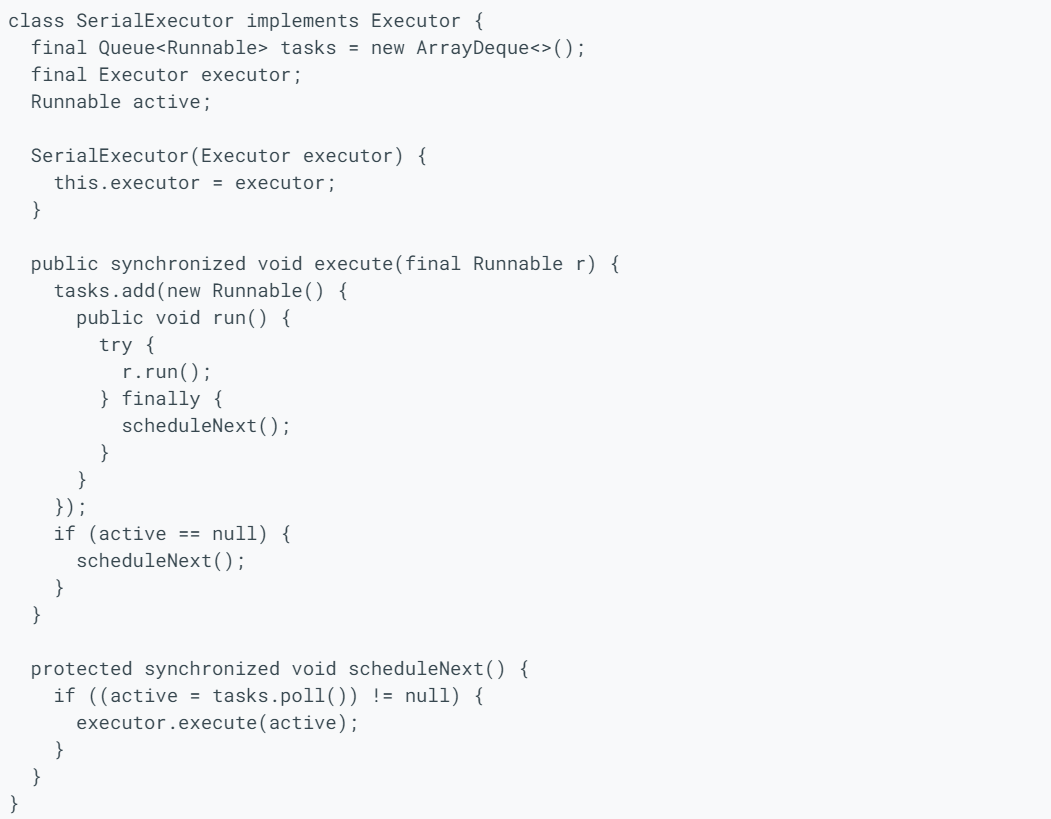 class SerialExecutor implements Executor {
  final Queue<Runnable> tasks = new ArrayDeque<>();
  final Executor executor;
  Runnable active;

  SerialExecutor(Executor executor) {
    this.executor = executor;
  }

  public synchronized void execute(final Runnable r) {
    tasks.add(new Runnable() {
      public void run() {
        try {
          r.run();
        } finally {
          scheduleNext();
        }
      }
    });
    if (active == null) {
      scheduleNext();
    }
  }

  protected synchronized void scheduleNext() {
    if ((active = tasks.poll()) != null) {
      executor.execute(active);
    }
  }
}